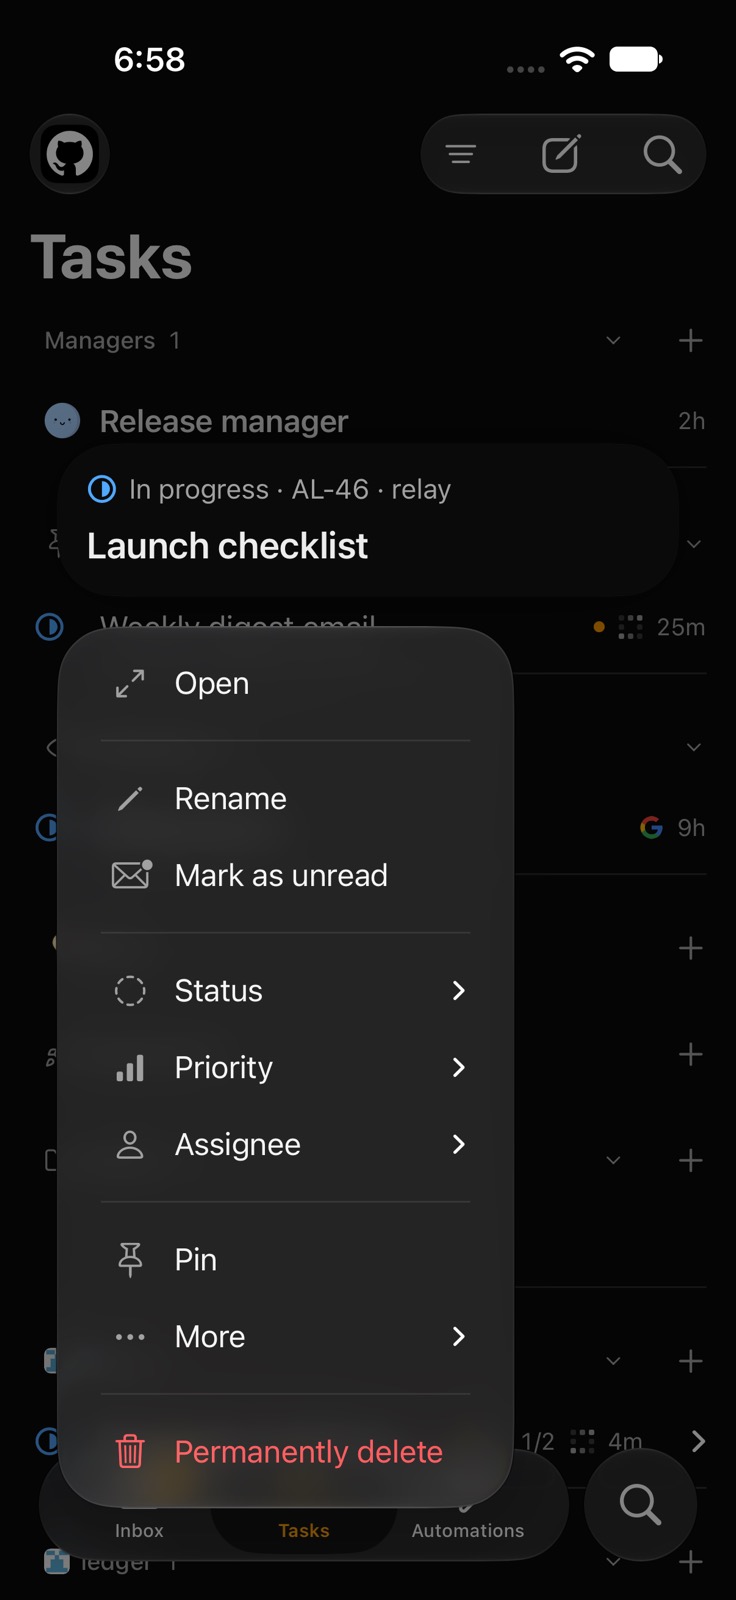 6:58
Tasks
Managers 1
Release manager 2h
In progress · AL-46 · relay
Launch checklist
Weekly digest email 25m
Open
Rename
9h
Mark as unread
Status
Priority
Assignee
Pin
More
Permanently delete
1/2 4m
Inbox
Tasks
Automations
ledger 1